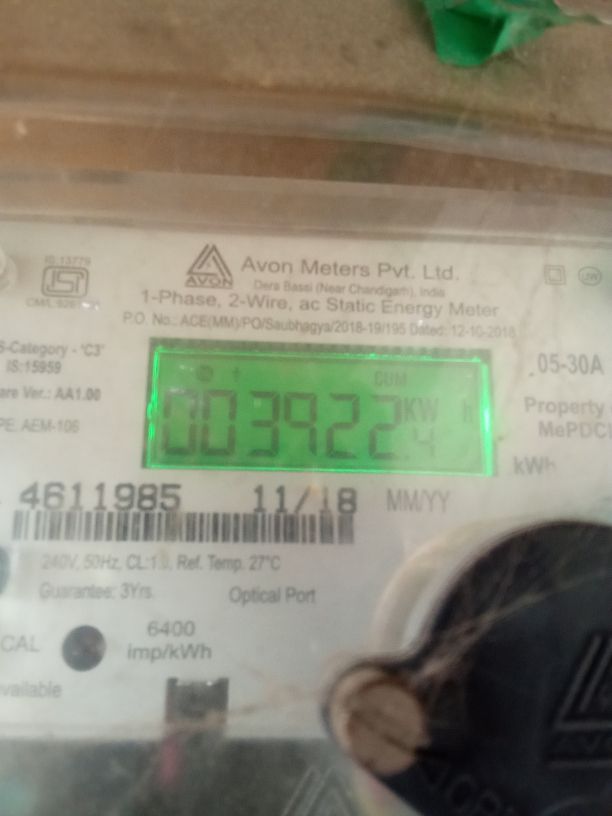 IS:13779
AVON
Avon Meters Pvt. Ltd.
Dera Bassi (Near Chandigarh), India
1-Phase, 2-Wire, ac Static Energy Meter
P.O. No.: ACE(MM)/PO/Saubhagya/2018-19/195 Dated: 12-10-2018
S-Category - 'C3'
IS:15959
are Ver.: AA1.00
PE. AEM-106
CUM
003922.4 KW h
05-30A
Property
MePDCL
kWh
4611985 11/18 MM/YY
240V, 50Hz, CL:1.0, Ref. Temp. 27°C
Guarantee: 3Yrs. Optical Port
CAL
6400
imp/kWh
vailable